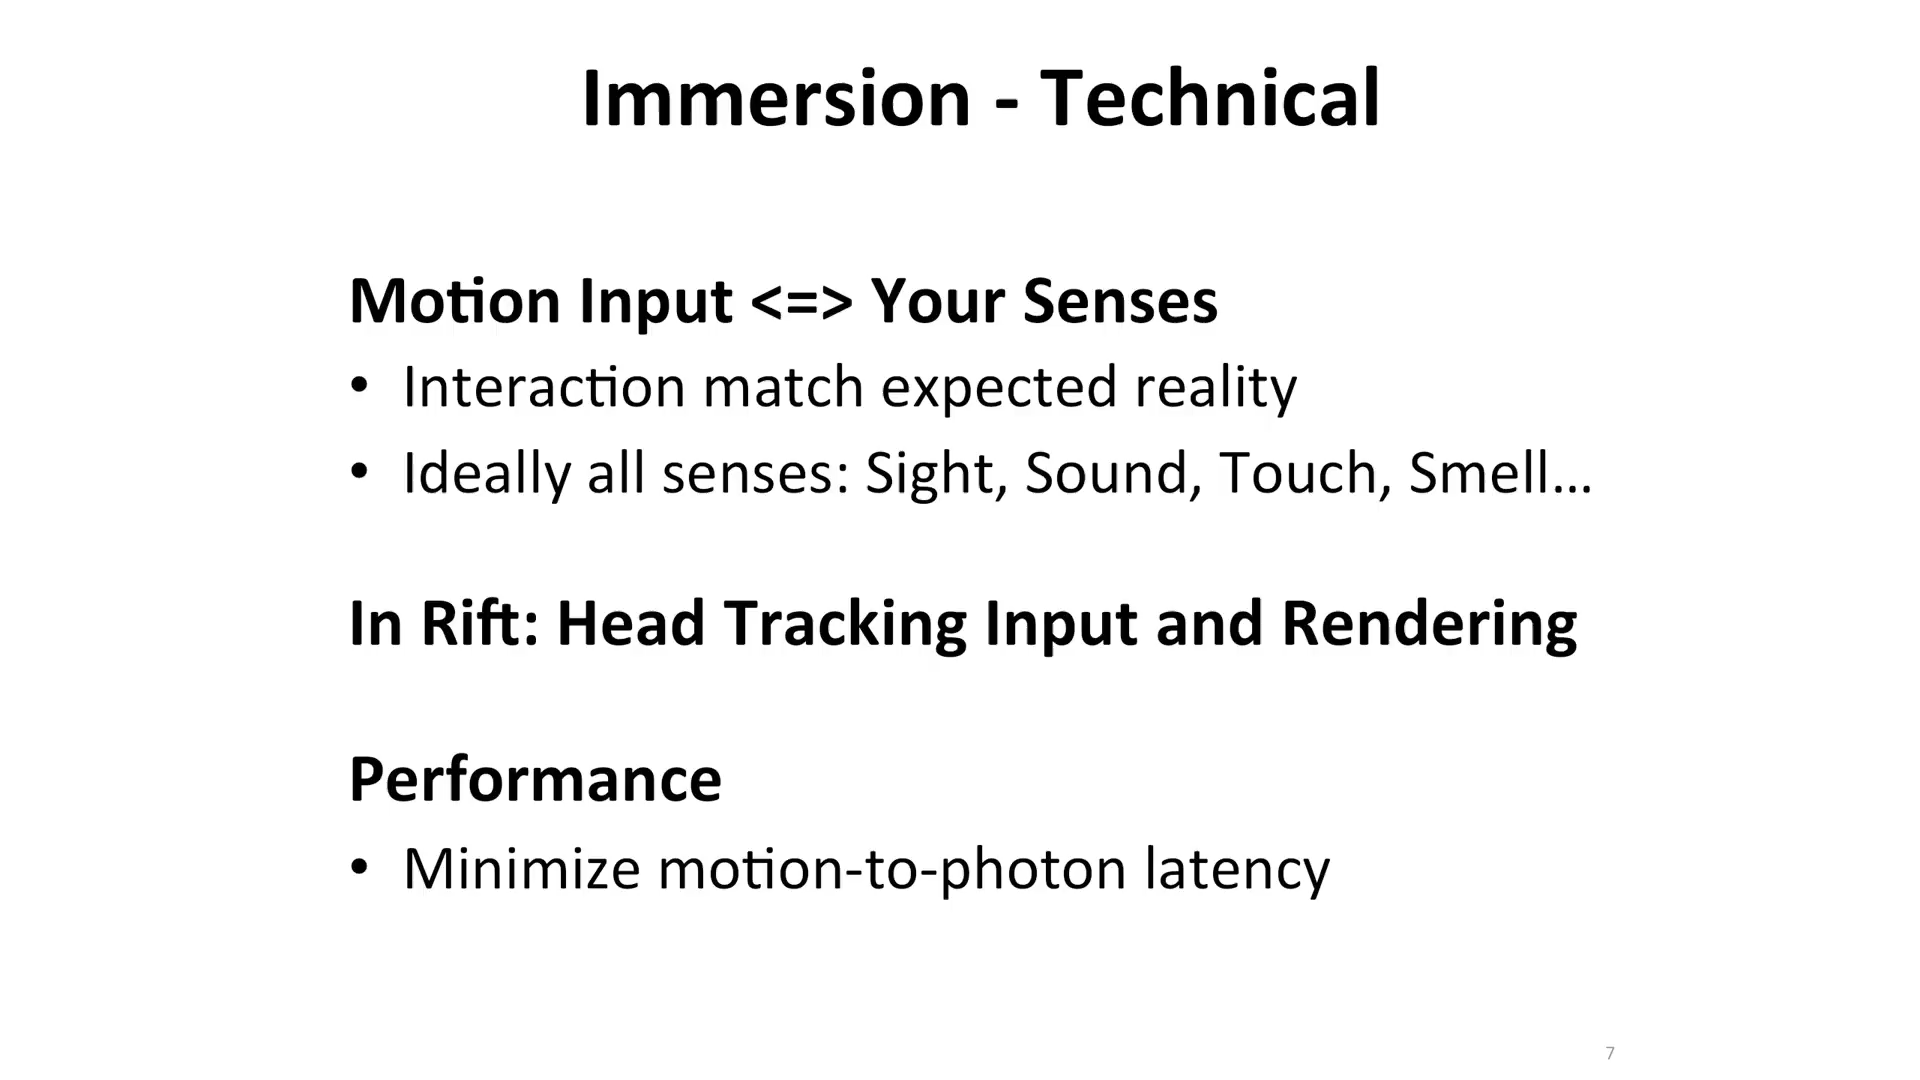 Immersion - Technical
Motion Input <=> Your Senses
• Interaction match expected reality
• Ideally all senses: Sight, Sound, Touch, Smell…
In Rift: Head Tracking Input and Rendering
Performance
• Minimize motion-to-photon latency
7